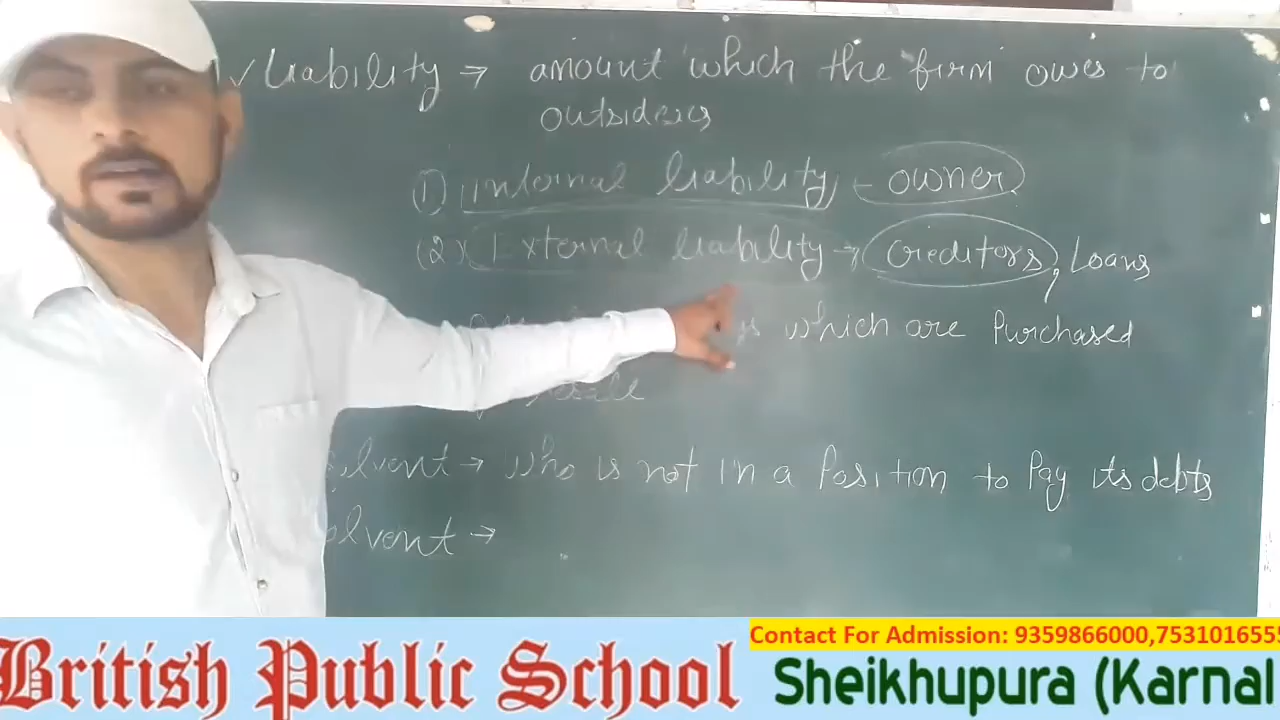 ✓ Liability → amount which the firm owes to
outsiders
(1) Internal liability - owner
(2) External liability → Creditors, Loans
which are Purchased
solvent → who is not in a Position to Pay its debts
olvent →
Contact For Admission: 9359866000,753101655
British Public School
Sheikhupura (Karnal